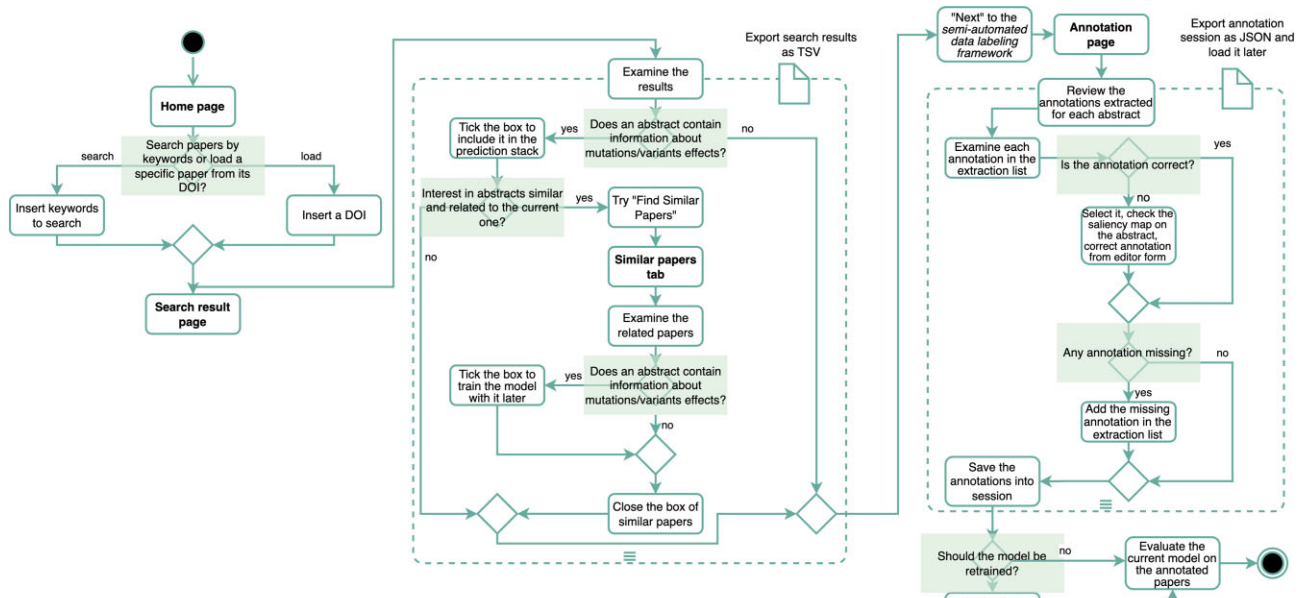 Home page
Search papers by
keywords or load a
specific paper from its
DOI?
search
load
Insert keywords
to search
Insert a DOI
Search result
page
Export search results
as TSV
Examine the
results
Does an abstract contain
information about
mutations/variants effects?
yes
no
Tick the box to
include it in the
prediction stack
Interest in abstracts similar
and related to the current
one?
yes
no
Try "Find Similar
Papers"
Similar papers
tab
Examine the
related papers
Does an abstract contain
information about
mutations/variants effects?
yes
no
Tick the box to
train the model
with it later
Close the box of
similar papers
"Next" to the
semi-automated
data labeling
framework
Annotation
page
Export annotation
session as JSON and
load it later
Review the
annotations extracted
for each abstract
Examine each
annotation in the
extraction list
Is the annotation correct?
yes
no
Select it, check the
saliency map on
the abstract,
correct annotation
from editor form
Any annotation missing?
no
yes
Add the missing
annotation in the
extraction list
Save the
annotations into
session
Should the model be
retrained?
no
Evaluate the
current model on
the annotated
papers